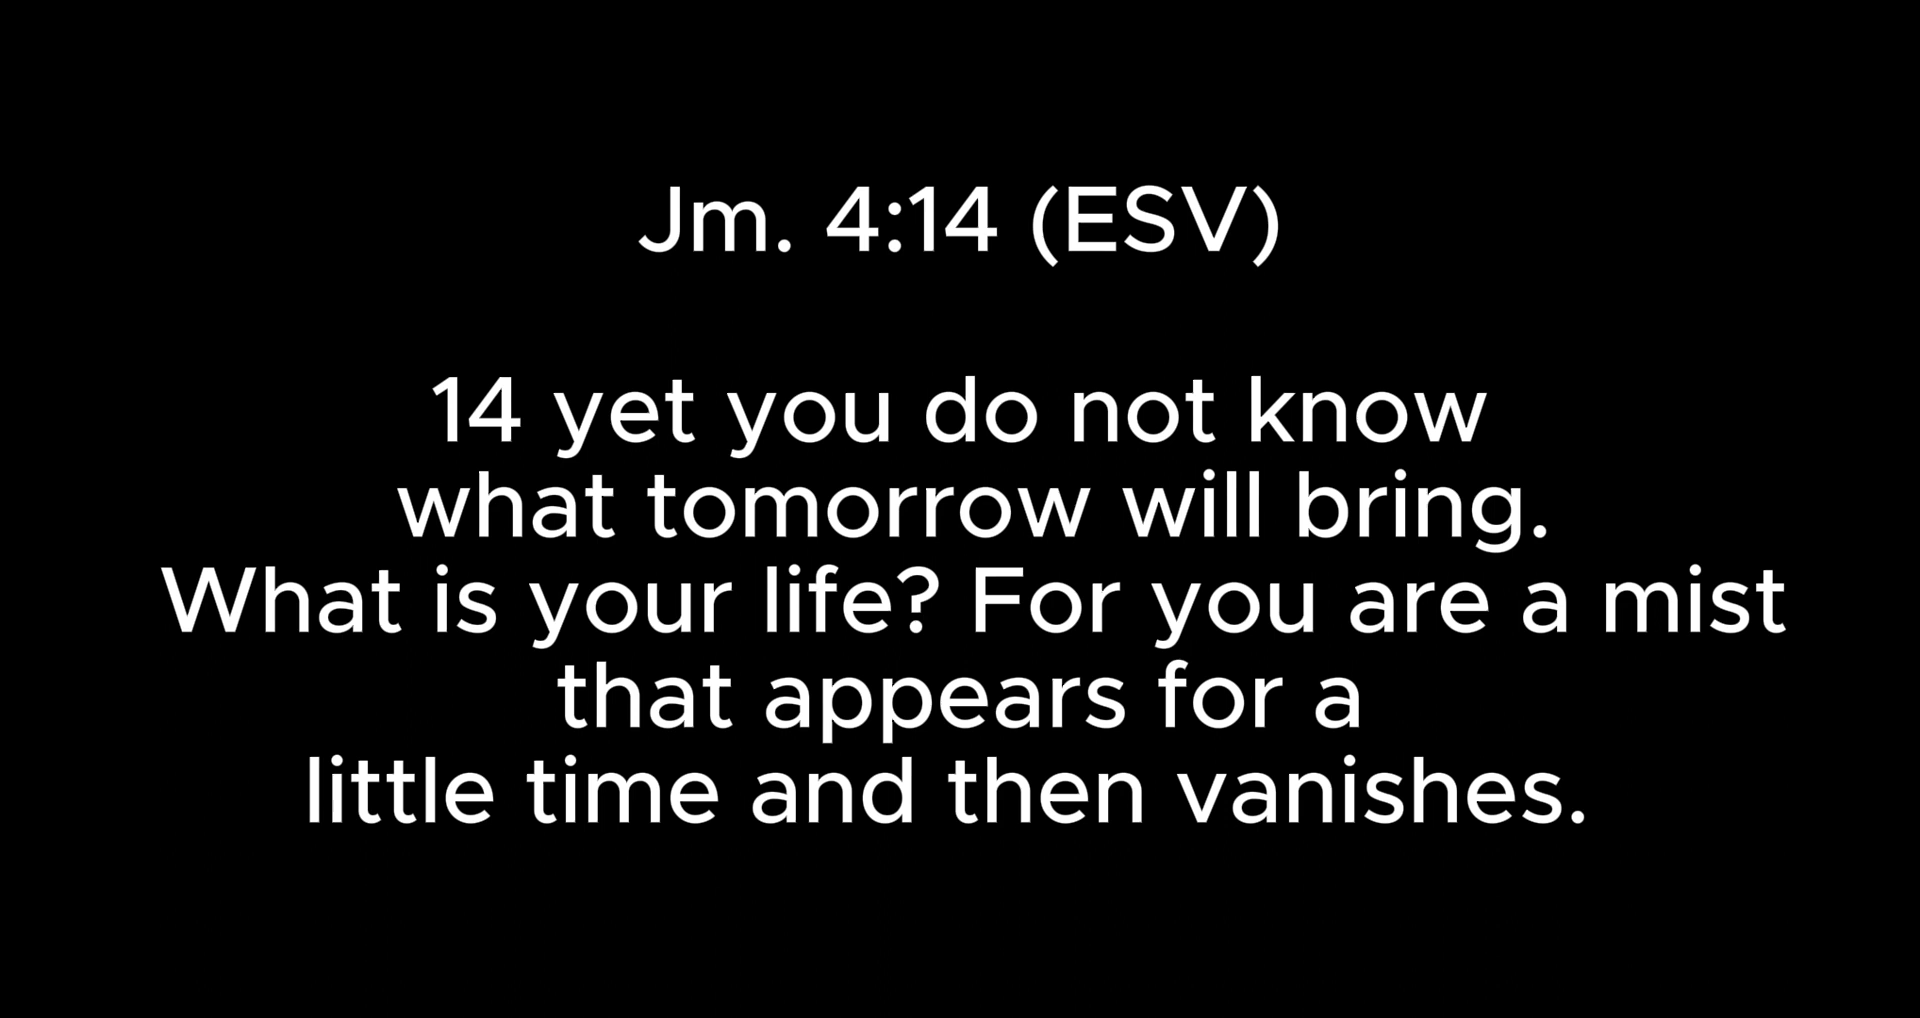 Jm. 4:14 (ESV)
14 yet you do not know
what tomorrow will bring.
What is your life? For you are a mist
that appears for a
little time and then vanishes.